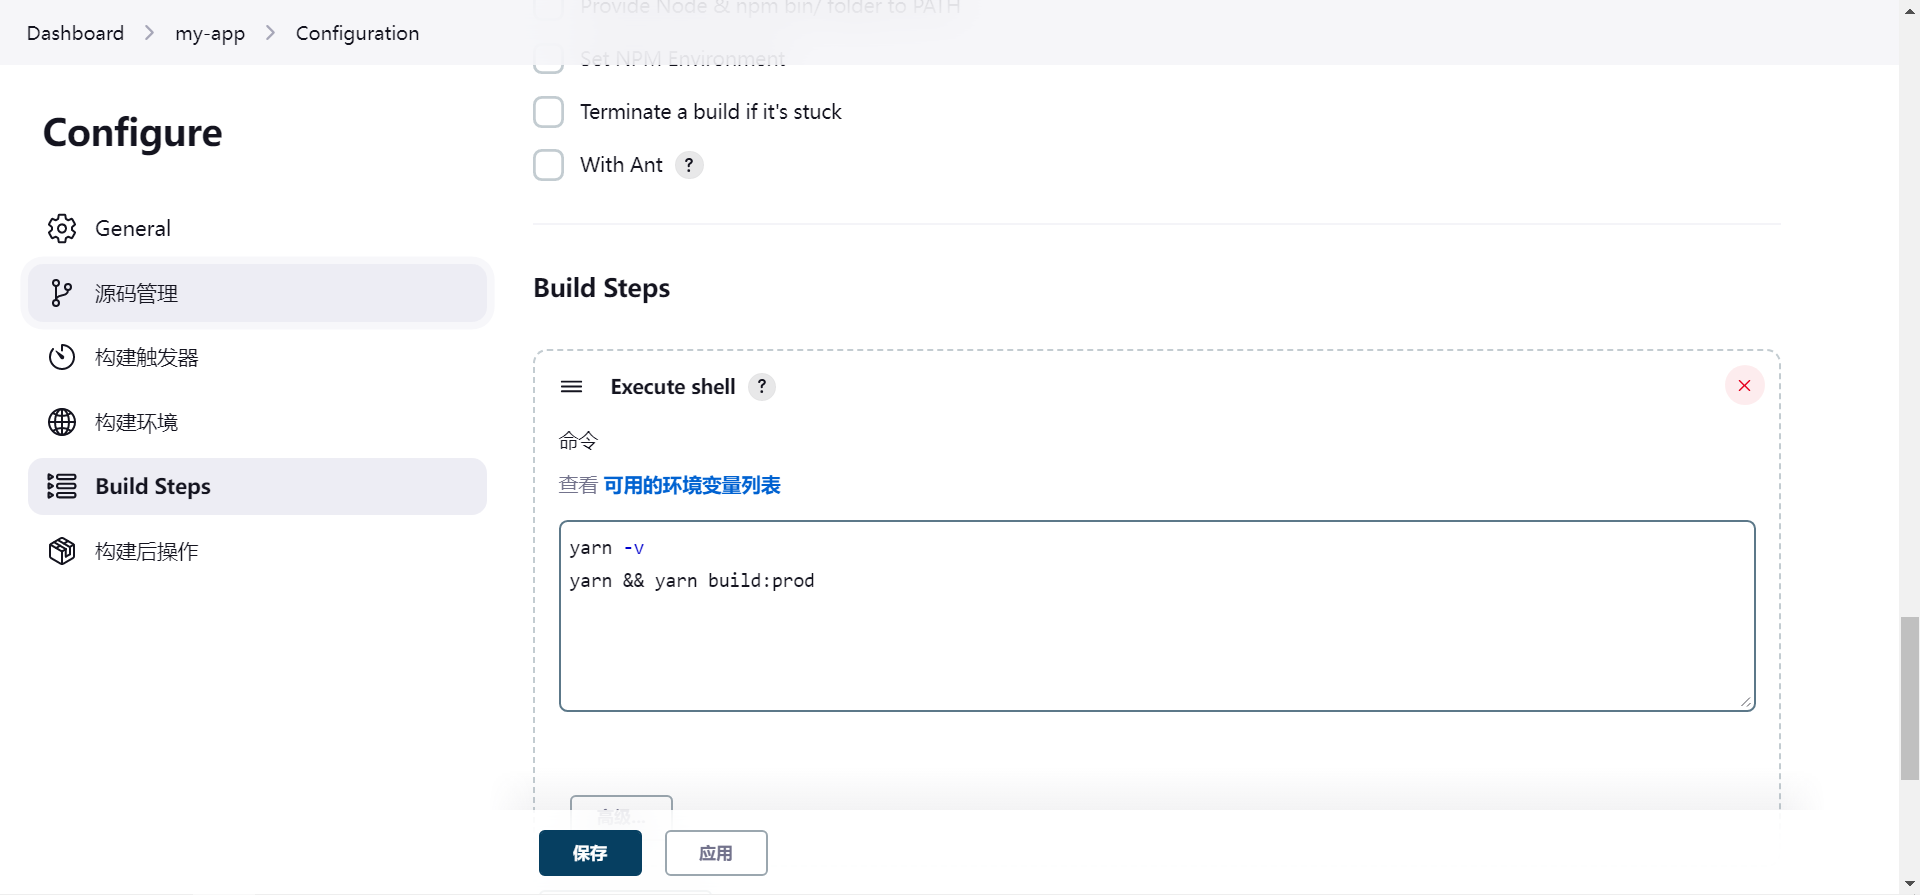 Dashboard > my-app > Configuration
Configure
General
源码管理
构建触发器
构建环境
Build Steps
构建后操作
Provide Node & npm bin/ folder to PATH
Set NPM Environment
Terminate a build if it's stuck
With Ant ?
Build Steps
Execute shell ?
命令
查看 可用的环境变量列表
yarn -v
yarn && yarn build:prod
高级...
保存
应用